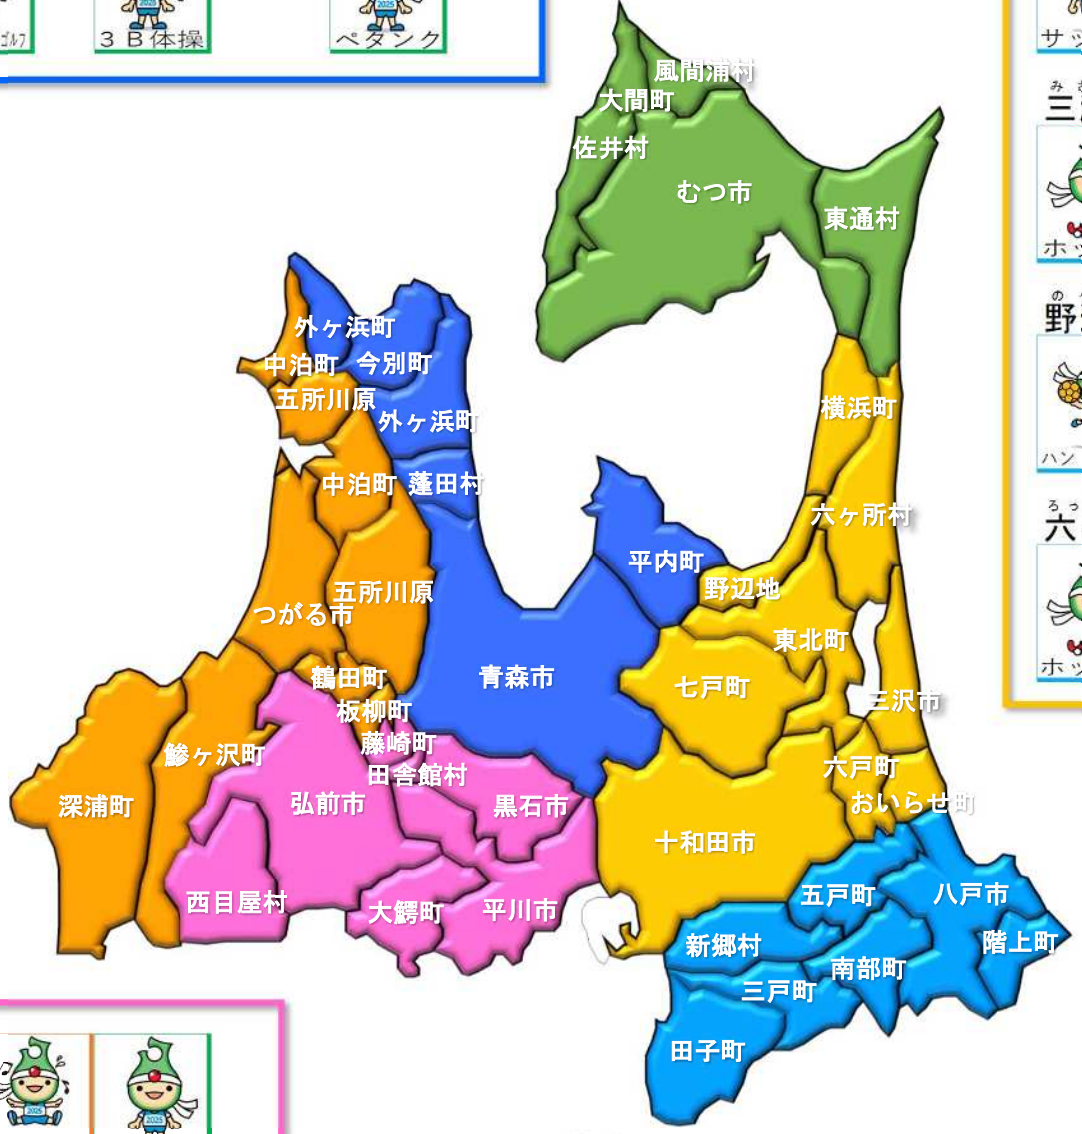 ゴルフ
３Ｂ体操
ペタンク
サッ
三
ホッ
の
野
ハン
ろっ
六
ホッ
風間浦村
大間町
佐井村
むつ市
東通村
外ヶ浜町
中泊町
今別町
五所川原
外ヶ浜町
横浜町
中泊町
蓬田村
六ヶ所村
平内町
野辺地
五所川原
つがる市
東北町
鶴田町
青森市
七戸町
三沢市
板柳町
藤崎町
鰺ヶ沢町
田舎館村
六戸町
深浦町
弘前市
黒石市
おいらせ町
十和田市
西目屋村
大鰐町
平川市
五戸町
八戸市
新郷村
階上町
南部町
三戸町
田子町
2025
2025